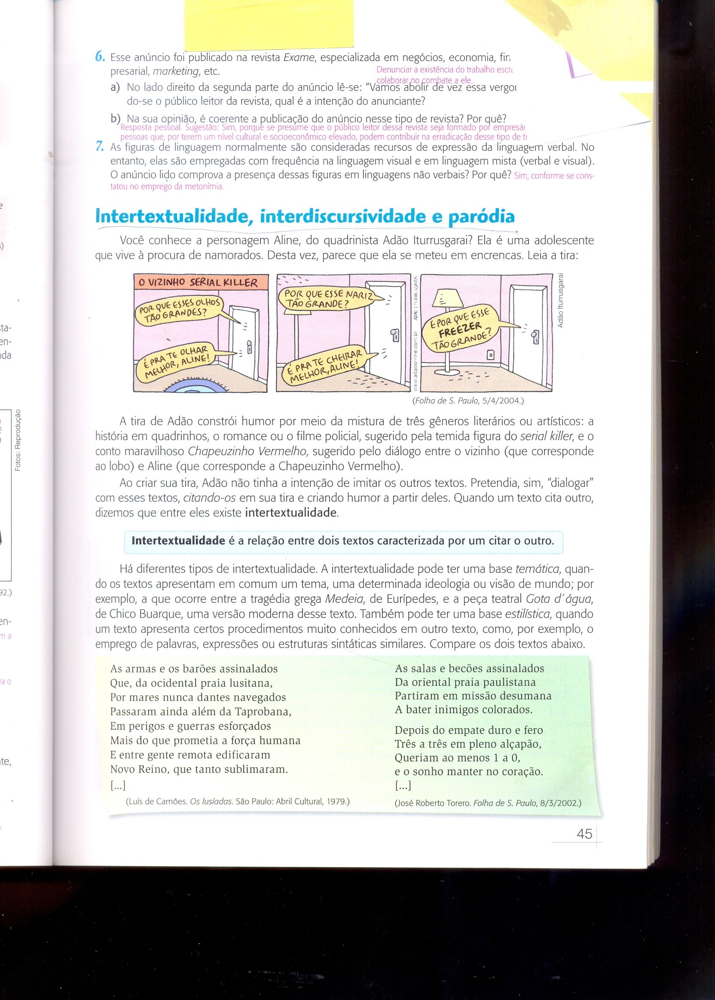 6. Esse anúncio foi publicado na revista Exame, especializada em negócios, economia,
presarial, marketing, etc.
Denunciar a existência do trabalho
colaborar no combate a ele.
a) No lado direito da segunda parte do anúncio lê-se: “Vamos abolir de vez essa
do-se o público leitor da revista, qual é a intenção do anunciante?
b) Na sua opinião, é coerente a publicação do anúncio nesse tipo de revista? Por quê?
Resposta pessoal. Sugestão: Sim, porque se presume que o público leitor dessa revista seja formado por
pessoas que, por terem um nível cultural e socioeconômico elevado, podem contribuir na erradicação desse tipo de
7. As figuras de linguagem normalmente são consideradas recursos de expressão da linguagem verbal. No
entanto, elas são empregadas com frequência na linguagem visual e em linguagem mista (verbal e visual).
O anúncio lido comprova a presença dessas figuras em linguagens não verbais? Por quê? Sim, conforme se cons-
tatou no emprego da metonímia.
Intertextualidade, interdiscursividade e paródia
Você conhece a personagem Aline, do quadrinista Adão Iturrusgarai? Ela é uma adolescente
que vive à procura de namorados. Desta vez, parece que ela se meteu em encrencas. Leia a tira:
O VIZINHO SERIAL KILLER
POR QUE ESSES OLHOS
TÃO GRANDES?
É PRA TE OLHAR
MELHOR, ALINE!
POR QUE ESSE NARIZ
TÃO GRANDE?
É PRA TE CHEIRAR
MELHOR, ALINE!
www.adaoonline.com.br ADÃO ITURRUSGARAI
E POR QUE ESSE
FREEZER
TÃO GRANDE?
Adão Iturrusgarai
(Folha de S. Paulo, 5/4/2004.)
A tira de Adão constrói humor por meio da mistura de três gêneros literários ou artísticos: a
história em quadrinhos, o romance ou o filme policial, sugerido pela temida figura do serial killer, e o
conto maravilhoso Chapeuzinho Vermelho, sugerido pelo diálogo entre o vizinho (que corresponde
ao lobo) e Aline (que corresponde a Chapeuzinho Vermelho).
Ao criar sua tira, Adão não tinha a intenção de imitar os outros textos. Pretendia, sim, “dialogar”
com esses textos, citando-os em sua tira e criando humor a partir deles. Quando um texto cita outro,
dizemos que entre eles existe intertextualidade.
Intertextualidade é a relação entre dois textos caracterizada por um citar o outro.
Há diferentes tipos de intertextualidade. A intertextualidade pode ter uma base temática, quan-
do os textos apresentam em comum um tema, uma determinada ideologia ou visão de mundo; por
exemplo, a que ocorre entre a tragédia grega Medeia, de Eurípedes, e a peça teatral Gota d´água,
de Chico Buarque, uma versão moderna desse texto. Também pode ter uma base estilística, quando
um texto apresenta certos procedimentos muito conhecidos em outro texto, como, por exemplo, o
emprego de palavras, expressões ou estruturas sintáticas similares. Compare os dois textos abaixo.
As armas e os barões assinalados
Que, da ocidental praia lusitana,
Por mares nunca dantes navegados
Passaram ainda além da Taprobana,
Em perigos e guerras esforçados
Mais do que prometia a força humana
E entre gente remota edificaram
Novo Reino, que tanto sublimaram.
[...]
(Luís de Camões. Os lusíadas. São Paulo: Abril Cultural, 1979.)
As salas e becões assinalados
Da oriental praia paulistana
Partiram em missão desumana
A bater inimigos colorados.
Depois do empate duro e fero
Três a três em pleno alçapão,
Queriam ao menos 1 a 0,
e o sonho manter no coração.
[...]
(José Roberto Torero. Folha de S. Paulo, 8/3/2002.)
45
Fotos: Reprodução
92.)